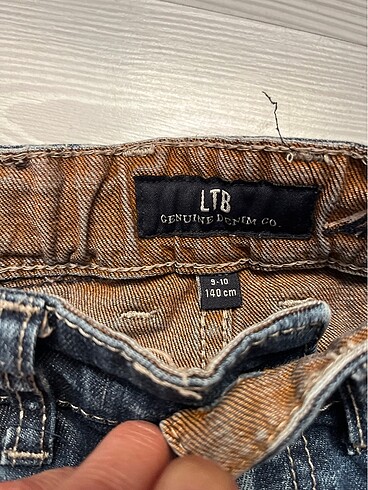 LTB
GENUINE DENIM CO.
9-10
140 cm